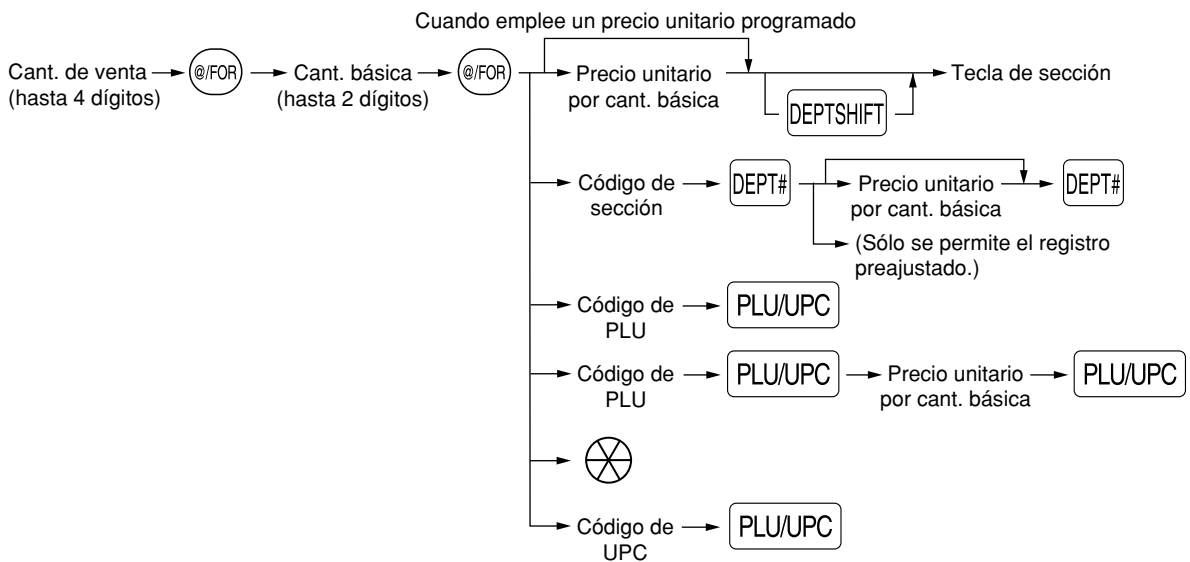 Cuando emplee un precio unitario programado
Cant. de venta
(hasta 4 dígitos)
@/FOR
Cant. básica
(hasta 2 dígitos)
@/FOR
Precio unitario
por cant. básica
DEPTSHIFT
Tecla de sección
Código de
sección
DEPT#
Precio unitario
por cant. básica
DEPT#
(Sólo se permite el registro
preajustado.)
Código de
PLU
PLU/UPC
Código de
PLU
PLU/UPC
Precio unitario
por cant. básica
PLU/UPC
Código de
UPC
PLU/UPC